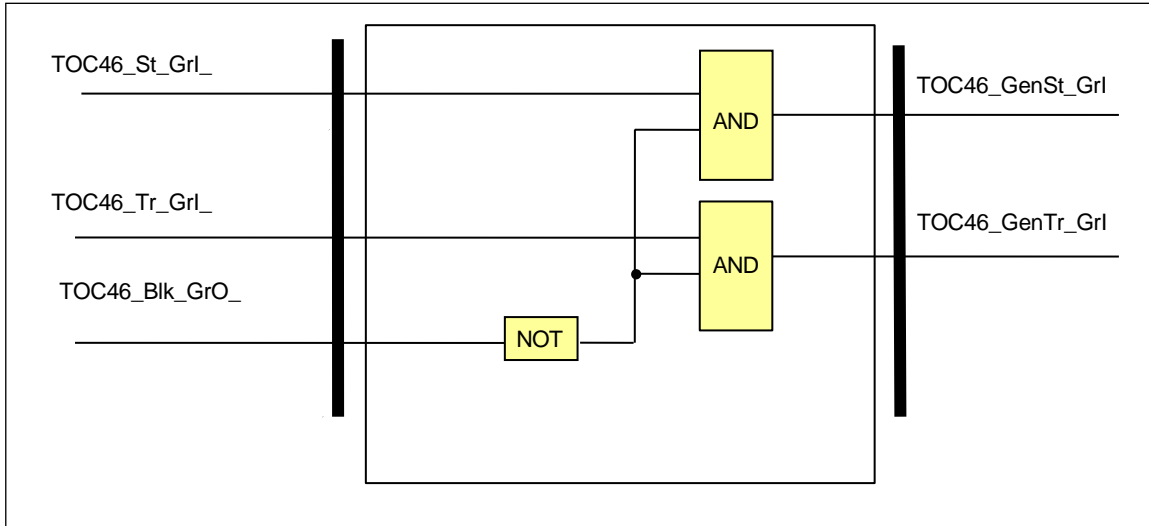 TOC46_St_GrI_
TOC46_GenSt_GrI
AND
TOC46_Tr_GrI_
TOC46_GenTr_GrI
AND
TOC46_Blk_GrO_
NOT